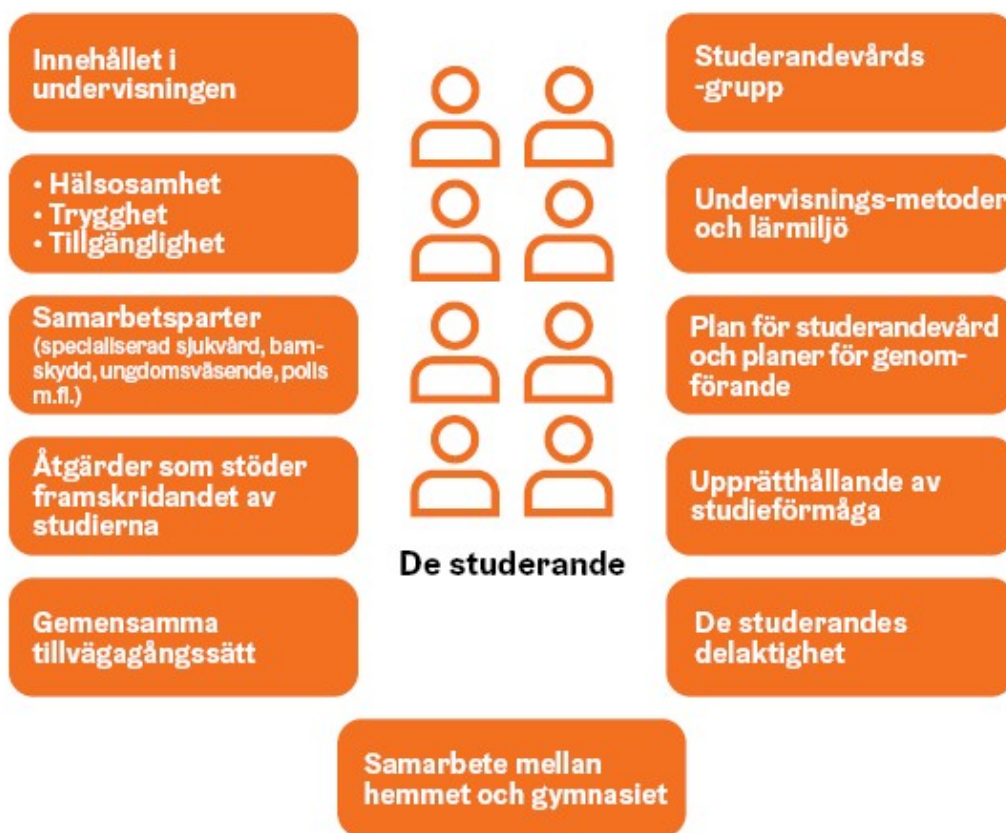 Innehållet i
undervisningen
• Hälsosamhet
• Trygghet
• Tillgänglighet
Samarbetsparter
(specialiserad sjukvård, barn-
skydd, ungdomsväsende, polis
m.fl.)
Åtgärder som stöder
framskridandet av
studierna
Gemensamma
tillvägagångssätt
De studerande
Studerandevårds
-grupp
Undervisnings-metoder
och lärmiljö
Plan för studerandevård
och planer för genom-
förande
Upprätthållande av
studieförmåga
De studerandes
delaktighet
Samarbete mellan
hemmet och gymnasiet